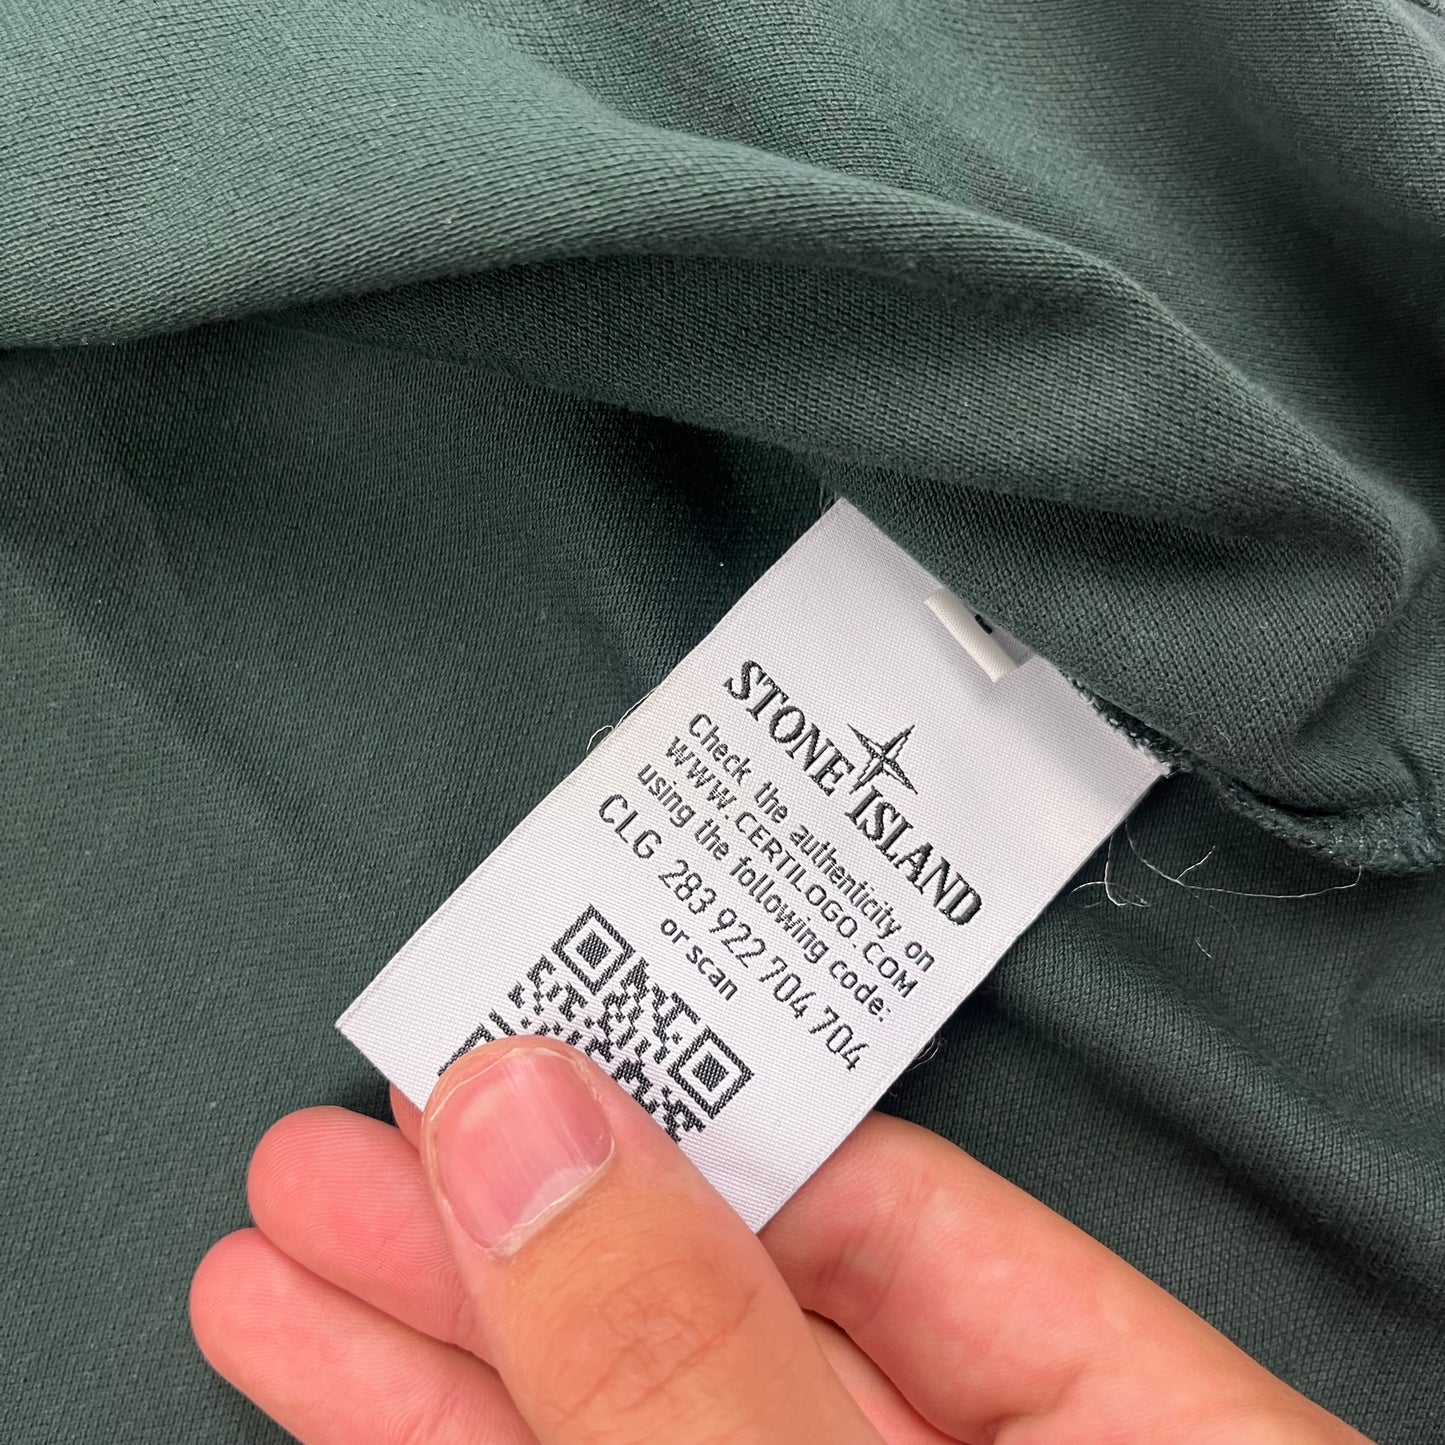 STONE ISLAND
Check the authenticity on
WWW.CERTILOGO.COM
using the following code:
CLG 283 922 704 704
or scan